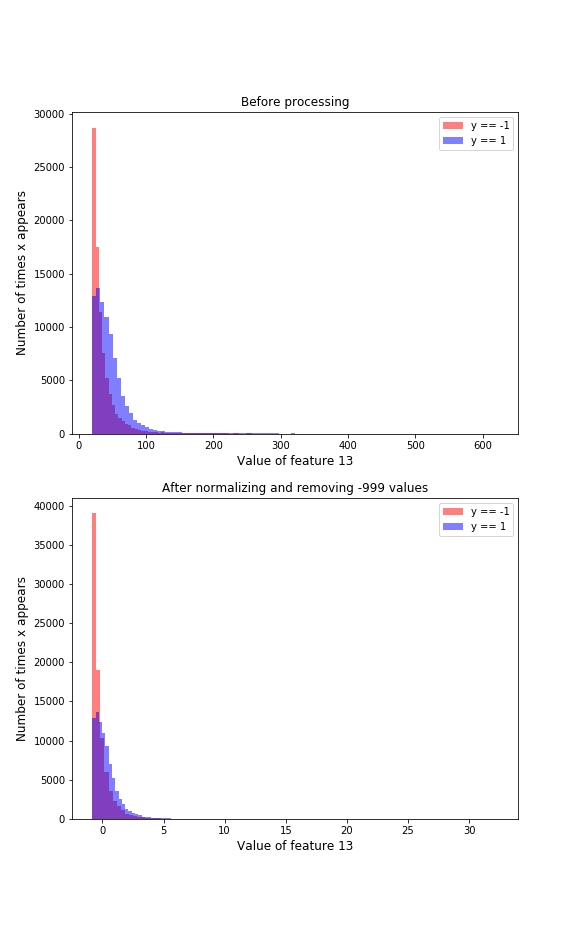 Before processing
30000
25000
20000
15000
10000
5000
0
Number of times x appears
y == -1
y == 1
0 100 200 300 400 500 600
Value of feature 13
After normalizing and removing -999 values
40000
35000
30000
25000
20000
15000
10000
5000
0
Number of times x appears
y == -1
y == 1
0 5 10 15 20 25 30
Value of feature 13